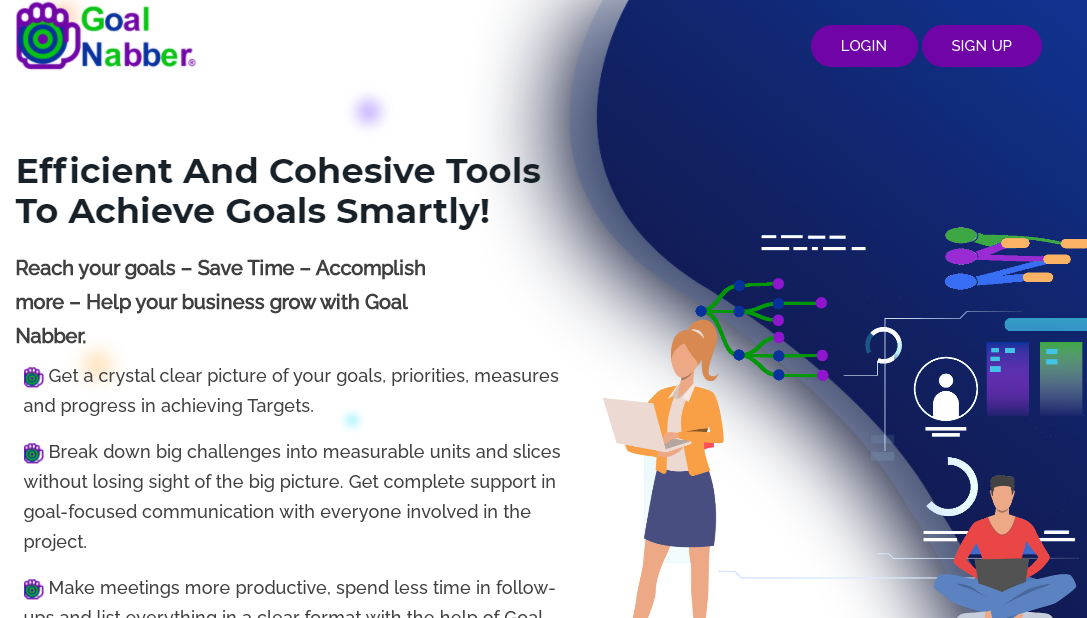 Goal
Nabber®
LOGIN
SIGN UP
Efficient And Cohesive Tools
To Achieve Goals Smartly!
Reach your goals – Save Time – Accomplish
more – Help your business grow with Goal
Nabber.
Get a crystal clear picture of your goals, priorities, measures
and progress in achieving Targets.
Break down big challenges into measurable units and slices
without losing sight of the big picture. Get complete support in
goal-focused communication with everyone involved in the
project.
Make meetings more productive, spend less time in follow-
ups and list everything in a clear format with the help of Goal